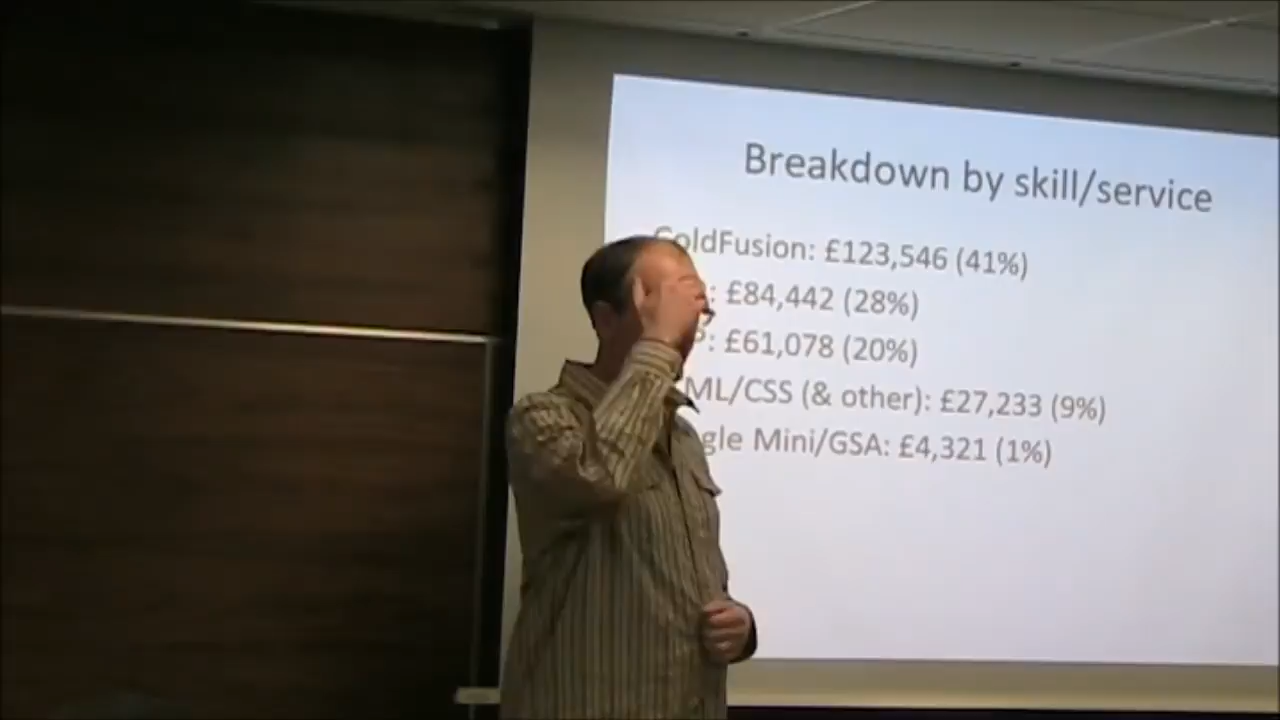 Breakdown by skill/service
ColdFusion: £123,546 (41%)
: £84,442 (28%)
P: £61,078 (20%)
ML/CSS (& other): £27,233 (9%)
gle Mini/GSA: £4,321 (1%)